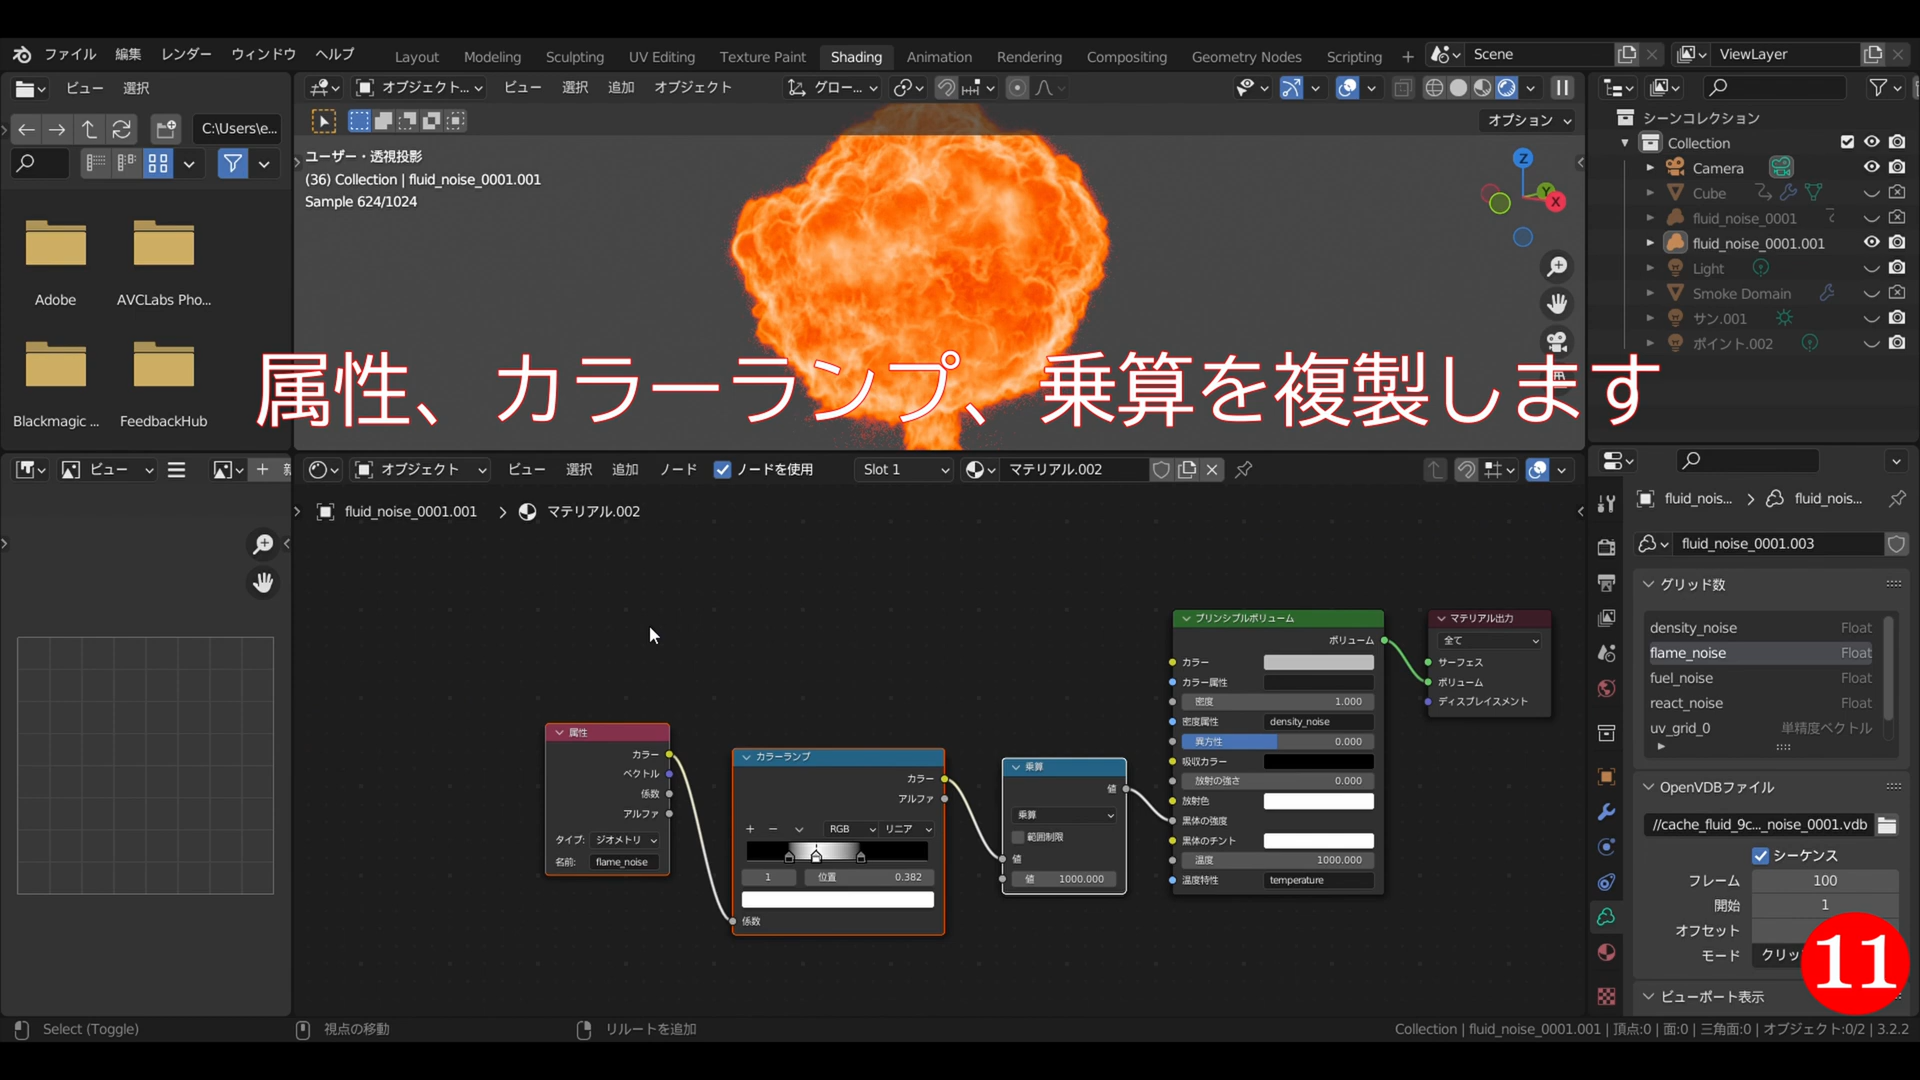 ファイル 編集 レンダー ウィンドウ ヘルプ Layout Modeling Sculpting UV Editing Texture Paint Shading Animation Rendering Compositing Geometry Nodes Scripting + Scene ViewLayer
ビュー 選択
オブジェクト... ビュー 選択 追加 オブジェクト グロー...
C:\Users\e...
オプション
ユーザー・透視投影
(36) Collection | fluid_noise_0001.001
Sample 624/1024
Z
Y
X
Adobe
AVCLabs Pho...
Blackmagic ...
FeedbackHub
シーンコレクション
Collection
Camera
Cube
fluid_noise_0001
fluid_noise_0001.001
Light
Smoke Domain
サン.001
ポイント.002
属性、カラーランプ、乗算を複製します
ビュー
オブジェクト ビュー 選択 追加 ノード ノードを使用 Slot 1 マテリアル.002
fluid_noise_0001.001 > マテリアル.002
属性
カラー
ベクトル
係数
アルファ
タイプ: ジオメトリ
名前: flame_noise
カラーランプ
カラー
アルファ
+ − RGB リニア
1 位置 0.382
係数
乗算
値
乗算
範囲制限
値
値 1000.000
プリンシプルボリューム
ボリューム
カラー
カラー属性
密度 1.000
密度属性 density_noise
異方性 0.000
吸収カラー
放射の強さ 0.000
放射色
黒体の強度
黒体のチント
温度 1000.000
温度特性 temperature
マテリアル出力
全て
サーフェス
ボリューム
ディスプレイスメント
fluid_nois... > fluid_nois...
fluid_noise_0001.003
グリッド数
density_noise Float
flame_noise Float
fuel_noise Float
react_noise Float
uv_grid_0 単精度ベクトル
OpenVDBファイル
//cache_fluid_9c..._noise_0001.vdb
シーケンス
フレーム 100
開始 1
オフセット
モード クリッ
ビューポート表示
11
Select (Toggle) 視点の移動 リルートを追加
Collection | fluid_noise_0001.001 | 頂点:0 | 面:0 | 三角面:0 | オブジェクト:0/2 | 3.2.2